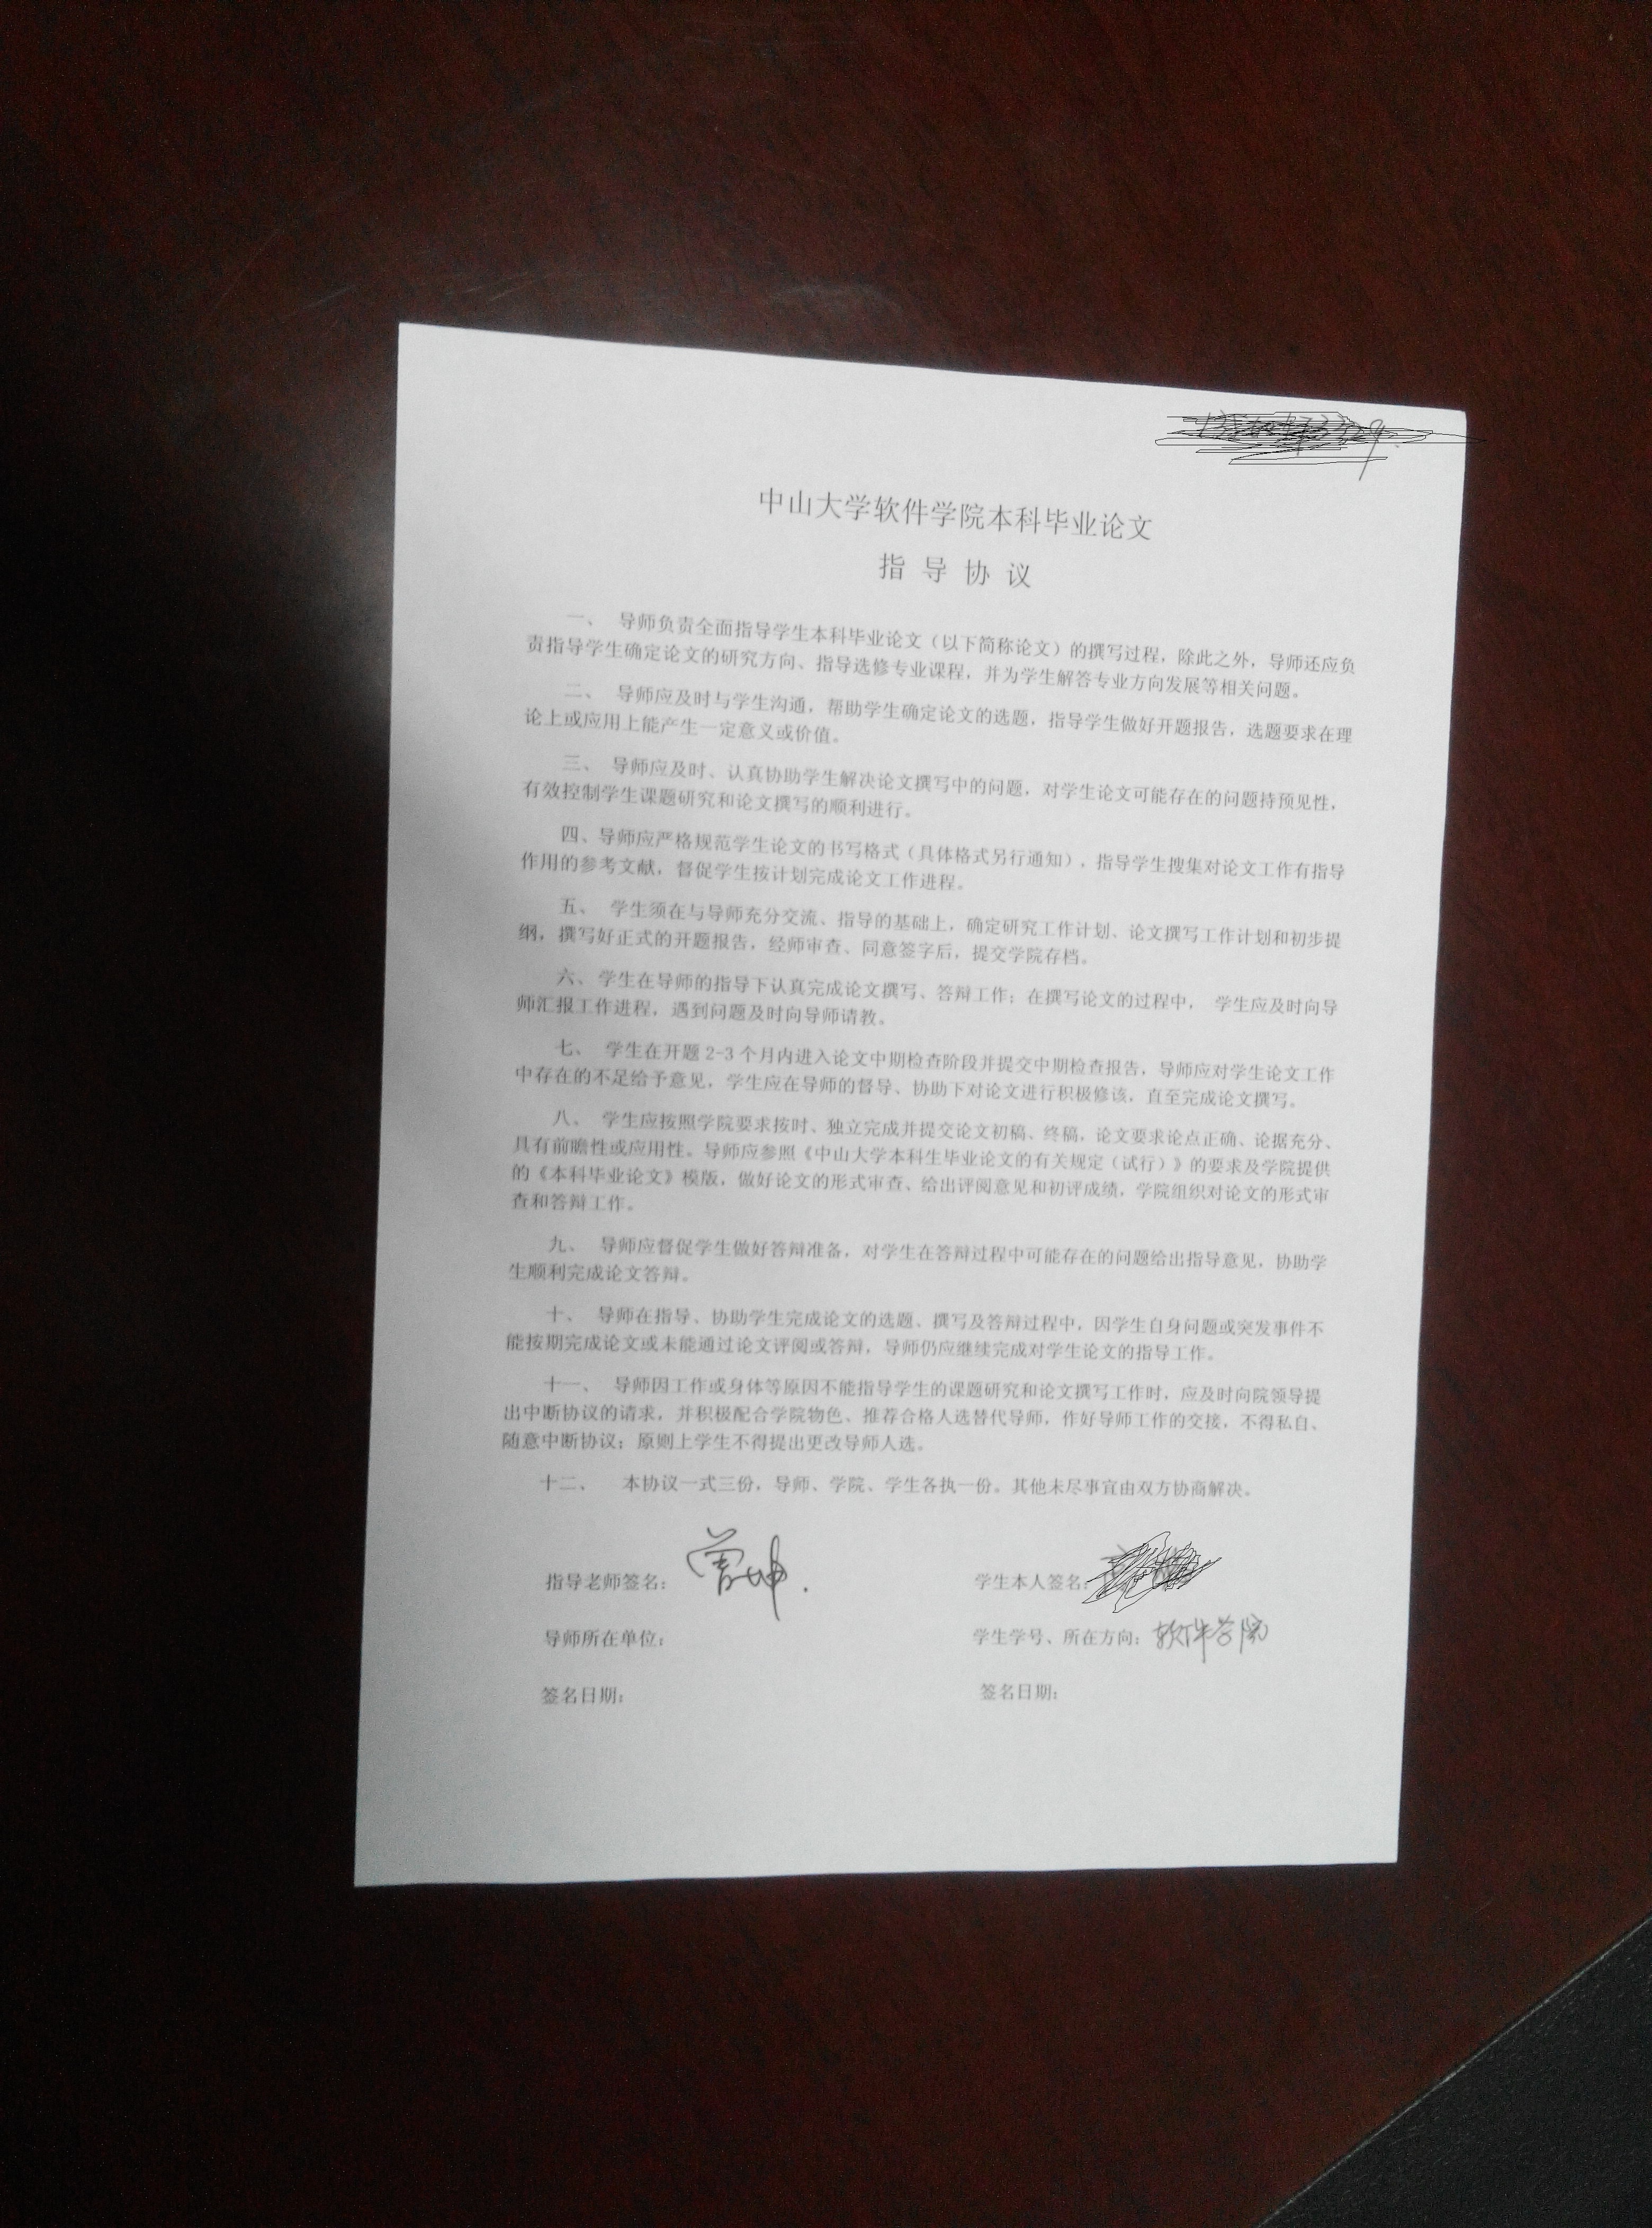 中山大学软件学院本科毕业论文
指 导 协 议
一、 导师负责全面指导学生本科毕业论文（以下简称论文）的撰写过程，除此之外，导师还应负
责指导学生确定论文的研究方向、指导选修专业课程，并为学生解答专业方向发展等相关问题。
二、 导师应及时与学生沟通，帮助学生确定论文的选题，指导学生做好开题报告，选题要求在理
论上或应用上能产生一定意义或价值。
三、 导师应及时、认真协助学生解决论文撰写中的问题，对学生论文可能存在的问题持预见性，
有效控制学生课题研究和论文撰写的顺利进行。
四、导师应严格规范学生论文的书写格式（具体格式另行通知），指导学生搜集对论文工作有指导
作用的参考文献，督促学生按计划完成论文工作进程。
五、 学生须在与导师充分交流、指导的基础上，确定研究工作计划、论文撰写工作计划和初步提
纲，撰写好正式的开题报告，经师审查、同意签字后，提交学院存档。
六、学生在导师的指导下认真完成论文撰写、答辩工作；在撰写论文的过程中， 学生应及时向导
师汇报工作进程，遇到问题及时向导师请教。
七、 学生在开题 2-3 个月内进入论文中期检查阶段并提交中期检查报告，导师应对学生论文工作
中存在的不足给予意见，学生应在导师的督导、协助下对论文进行积极修该，直至完成论文撰写。
八、 学生应按照学院要求按时、独立完成并提交论文初稿、终稿，论文要求论点正确、论据充分、
具有前瞻性或应用性。导师应参照《中山大学本科生毕业论文的有关规定（试行）》的要求及学院提供
的《本科毕业论文》模版，做好论文的形式审查、给出评阅意见和初评成绩，学院组织对论文的形式审
查和答辩工作。
九、 导师应督促学生做好答辩准备，对学生在答辩过程中可能存在的问题给出指导意见，协助学
生顺利完成论文答辩。
十、 导师在指导、协助学生完成论文的选题、撰写及答辩过程中，因学生自身问题或突发事件不
能按期完成论文或未能通过论文评阅或答辩，导师仍应继续完成对学生论文的指导工作。
十一、 导师因工作或身体等原因不能指导学生的课题研究和论文撰写工作时，应及时向院领导提
出中断协议的请求，并积极配合学院物色、推荐合格人选替代导师，作好导师工作的交接，不得私自、
随意中断协议；原则上学生不得提出更改导师人选。
十二、 本协议一式三份，导师、学院、学生各执一份。其他未尽事宜由双方协商解决。
指导老师签名： 学生本人签名：
导师所在单位： 学生学号、所在方向：软件学院
签名日期： 签名日期：